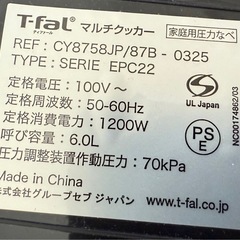 T-fal マルチクッカー 家庭用圧力なべ
ティファール
REF: CY8758JP/87B - 0325
TYPE: SERIE EPC22
定格電圧：100V～
定格周波数：50-60Hz
定格消費電力：1200W
呼び容量：6.0L
圧力調整装置作動圧力：70kPa
Made in China
株式会社グループセブ ジャパン www.t-fal.co.jp
UL Japan
PS
E
NC00174862/03